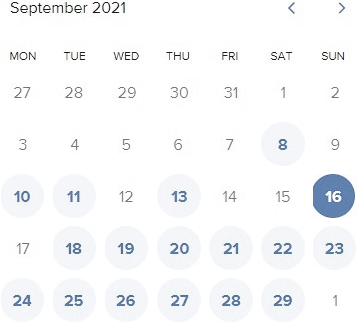 September 2021
MON TUE WED THU FRI SAT SUN
27 28 29 30 31 1 2
3 4 5 6 7 8 9
10 11 12 13 14 15 16
17 18 19 20 21 22 23
24 25 26 27 28 29 1